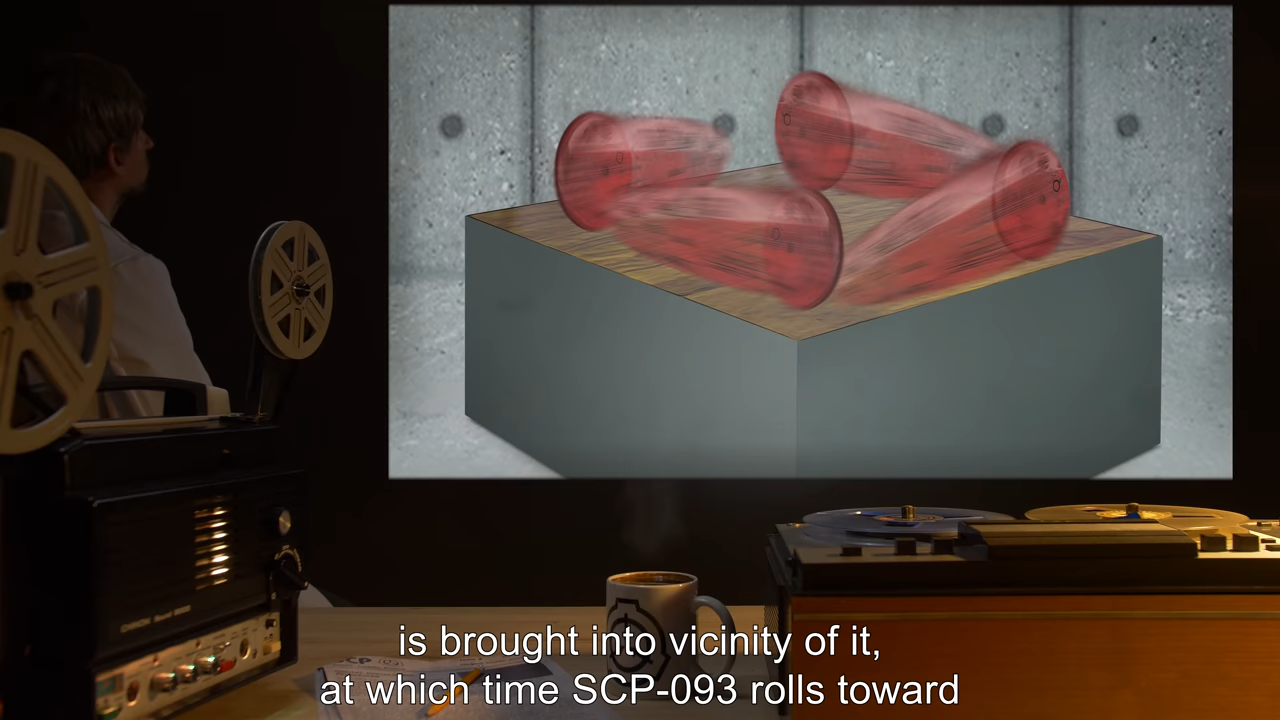 is brought into vicinity of it,
at which time SCP-093 rolls toward